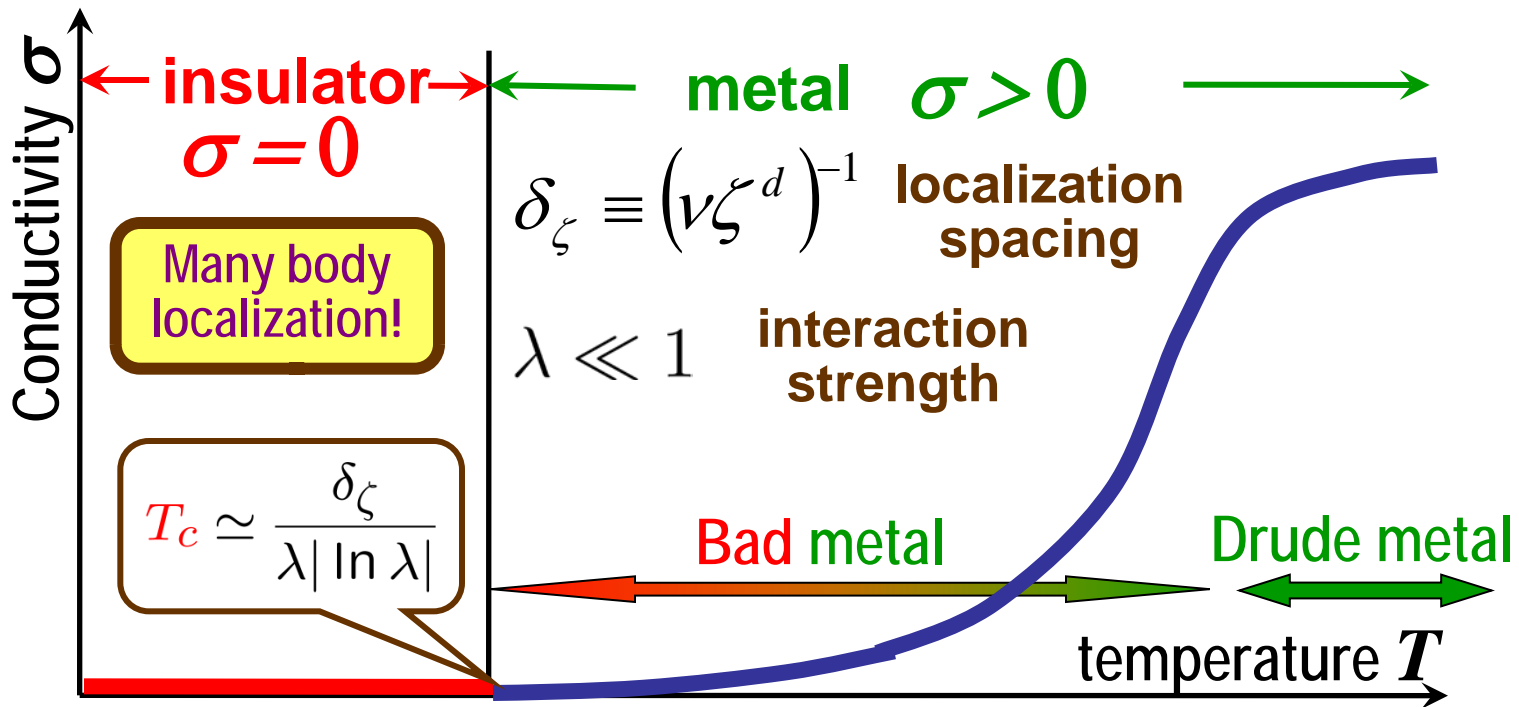 Conductivity σ
insulator
σ = 0
metal σ > 0
Many body
localization!
δ_ζ ≡ (νζ^d)^−1
localization
spacing
λ ≪ 1
interaction
strength
T_c ≃ δ_ζ / λ| ln λ|
Bad metal
Drude metal
temperature T